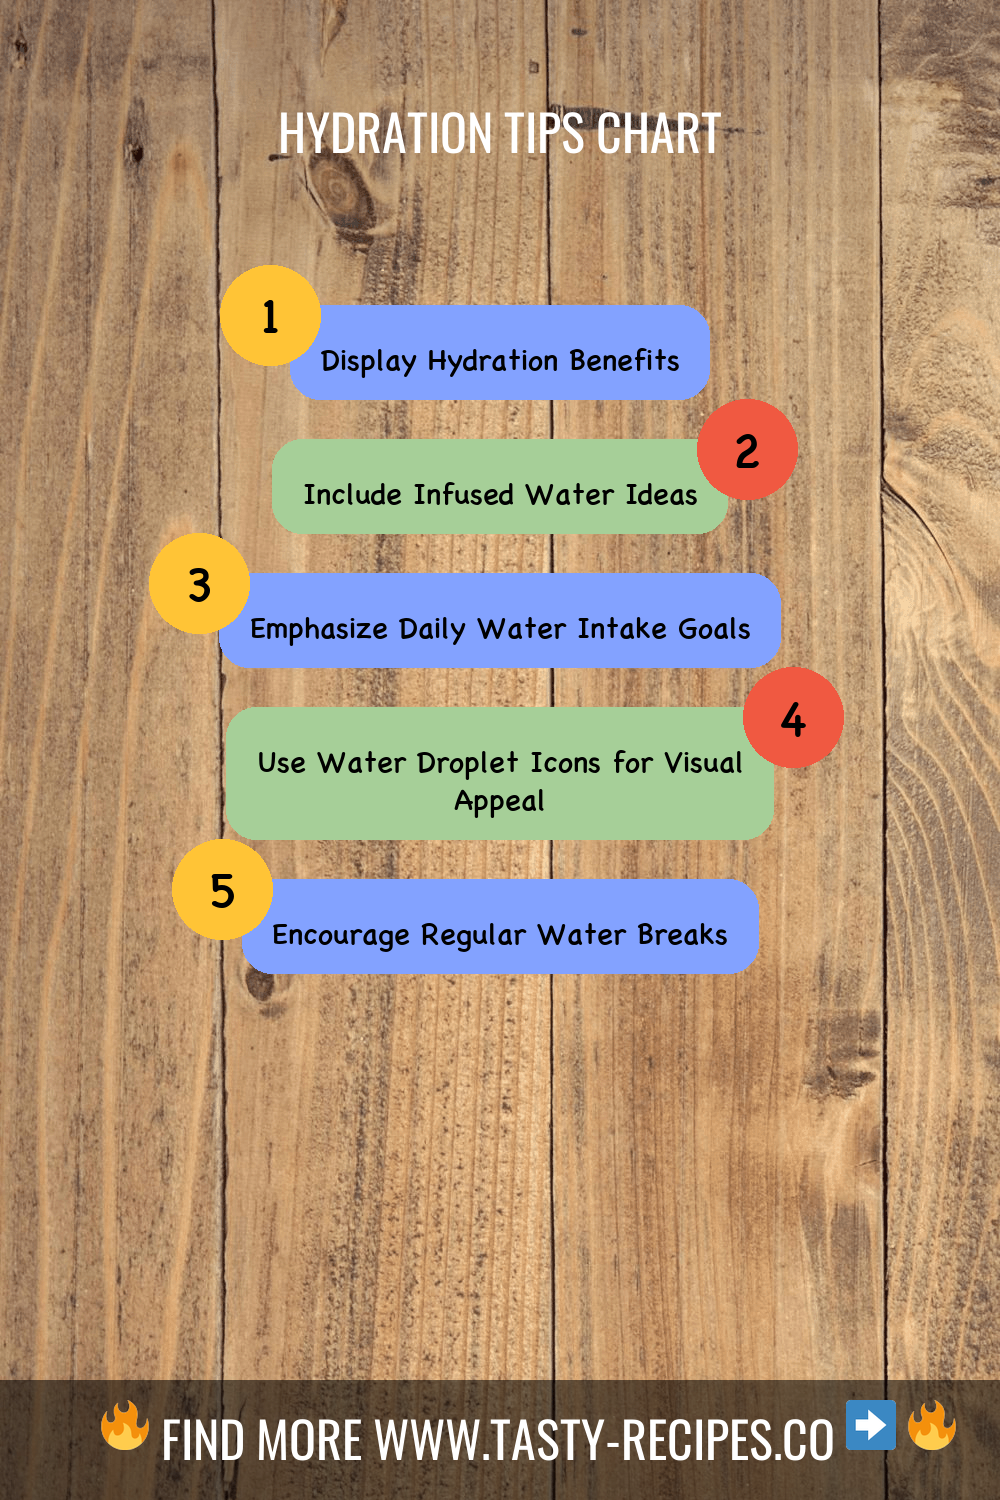 HYDRATION TIPS CHART
1
Display Hydration Benefits
2
Include Infused Water Ideas
3
Emphasize Daily Water Intake Goals
4
Use Water Droplet Icons for Visual
Appeal
5
Encourage Regular Water Breaks
FIND MORE WWW.TASTY-RECIPES.CO